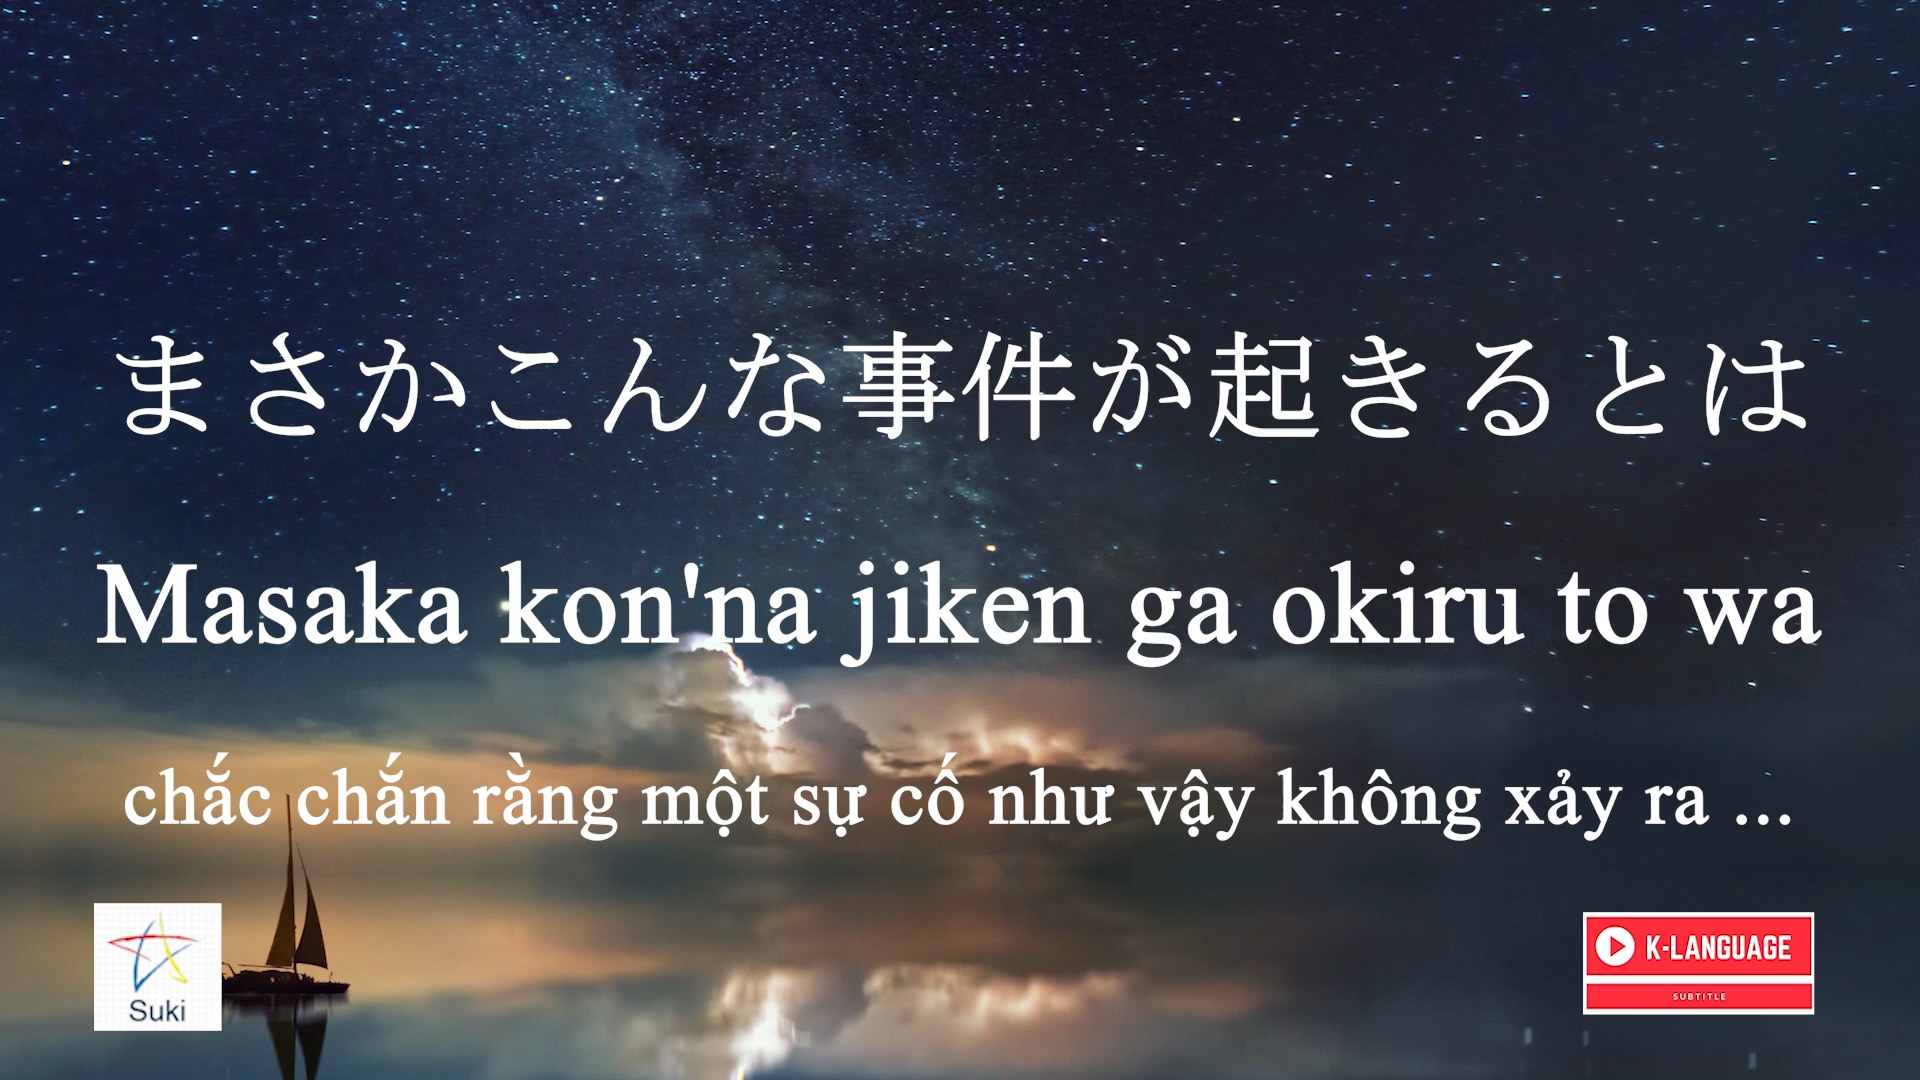 まさかこんな事件が起きるとは
Masaka kon'na jiken ga okiru to wa
chắc chắn rằng một sự cố như vậy không xảy ra ...
Suki
K-LANGUAGE
SUBTITLE